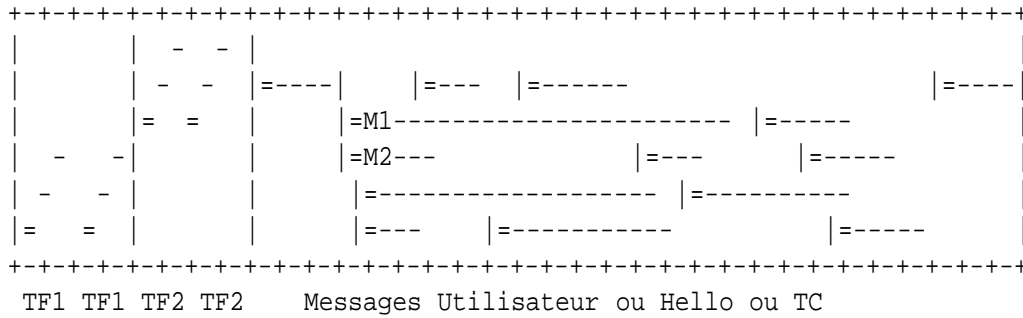 +-+-+-+-+-+-+-+-+-+-+-+-+-+-+-+-+-+-+-+-+-+-+-+-+-+-+-+-+-+-+-+-+-+-+
|       |  -  - |                                                    |
|       | -  -  |=----|     |=---  |=------                    |=----|
|       |=  =   |     |=M1----------------------- |=-----            |
|  -   -|       |     |=M2---             |=---      |=-----         |
| -   - |       |      |=------------------- |=----------            |
|=   =  |       |      |=---    |=-----------          |=-----       |
+-+-+-+-+-+-+-+-+-+-+-+-+-+-+-+-+-+-+-+-+-+-+-+-+-+-+-+-+-+-+-+-+-+-+
TF1 TF1 TF2 TF2 Messages Utilisateur ou Hello ou TC